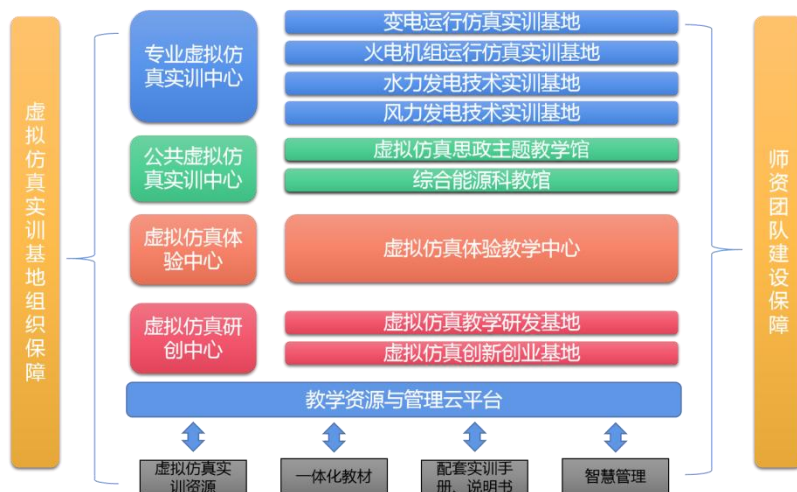 虚拟仿真实训基地组织保障
专业虚拟仿
真实训中心
变电运行仿真实训基地
火电机组运行仿真实训基地
水力发电技术实训基地
风力发电技术实训基地
公共虚拟仿
真实训中心
虚拟仿真思政主题教学馆
综合能源科教馆
虚拟仿真体
验中心
虚拟仿真体验教学中心
虚拟仿真研
创中心
虚拟仿真教学研发基地
虚拟仿真创新创业基地
教学资源与管理云平台
虚拟仿真实
训资源
一体化教材
配套实训手
册、说明书
智慧管理
师资团队建设保障